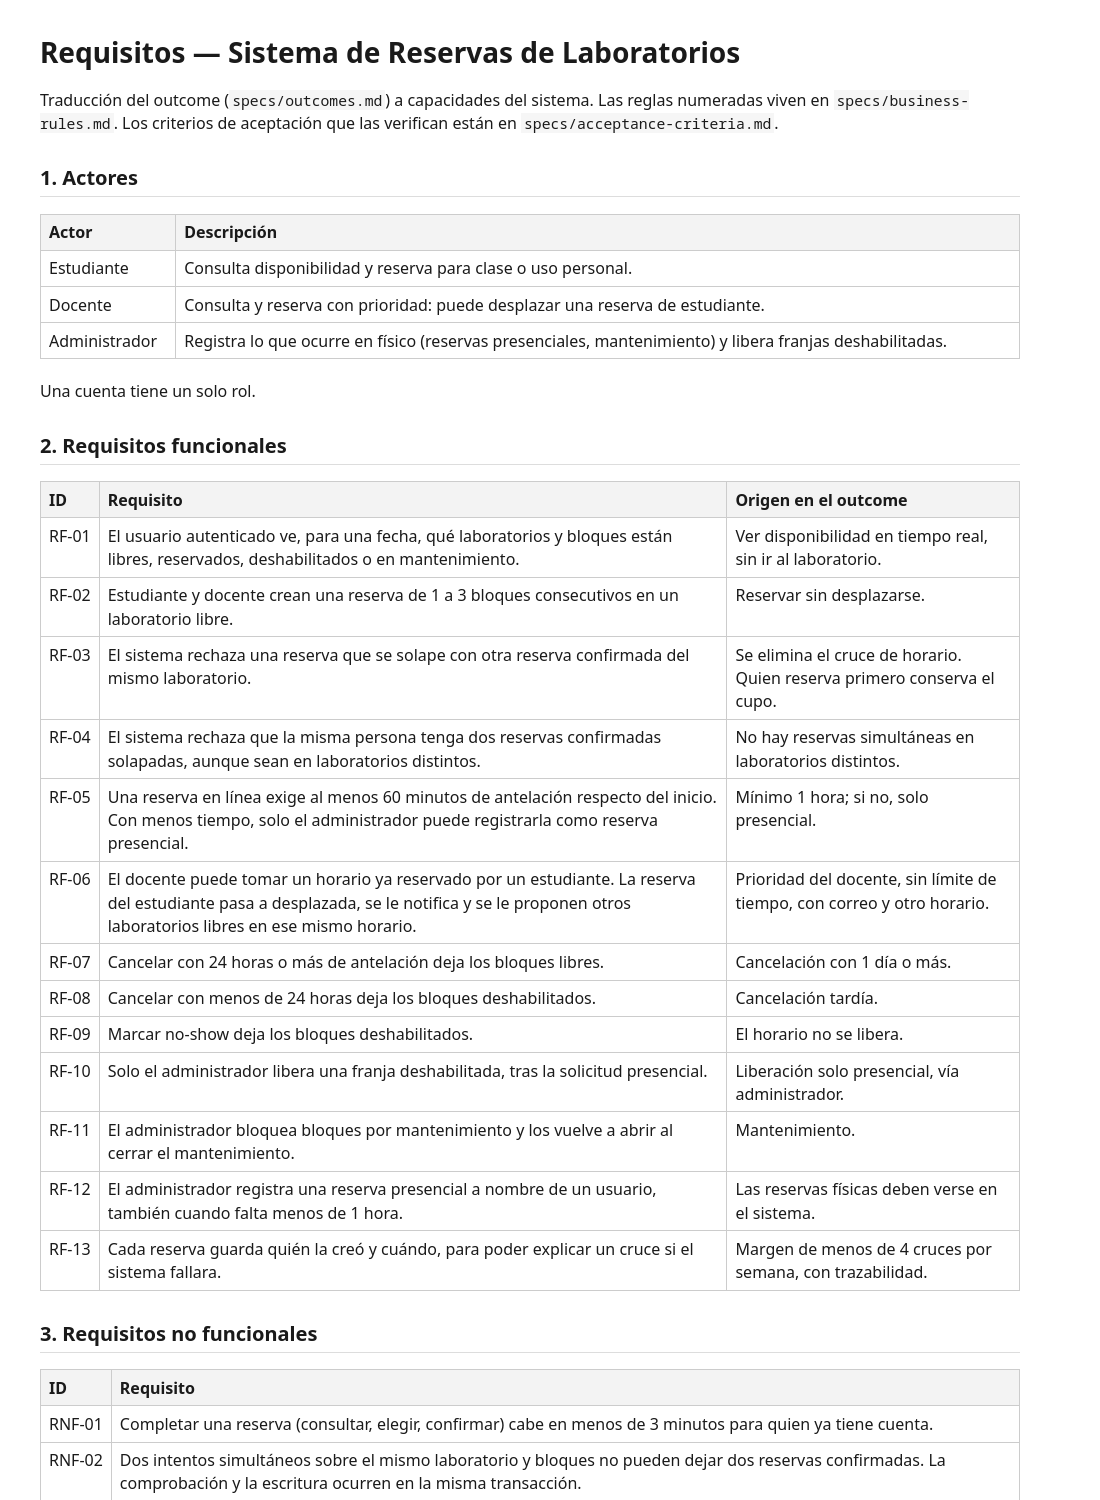 Requisitos — Sistema de Reservas de Laboratorios
Traducción del outcome (specs/outcomes.md) a capacidades del sistema. Las reglas numeradas viven en specs/business-
rules.md. Los criterios de aceptación que las verifican están en specs/acceptance-criteria.md.
1. Actores
Actor Descripción
Estudiante Consulta disponibilidad y reserva para clase o uso personal.
Docente Consulta y reserva con prioridad: puede desplazar una reserva de estudiante.
Administrador Registra lo que ocurre en físico (reservas presenciales, mantenimiento) y libera franjas deshabilitadas.
Una cuenta tiene un solo rol.
2. Requisitos funcionales
ID Requisito Origen en el outcome
RF-01 El usuario autenticado ve, para una fecha, qué laboratorios y bloques están
libres, reservados, deshabilitados o en mantenimiento.
Ver disponibilidad en tiempo real,
sin ir al laboratorio.
RF-02 Estudiante y docente crean una reserva de 1 a 3 bloques consecutivos en un
laboratorio libre.
Reservar sin desplazarse.
RF-03 El sistema rechaza una reserva que se solape con otra reserva confirmada del
mismo laboratorio.
Se elimina el cruce de horario.
Quien reserva primero conserva el
cupo.
RF-04 El sistema rechaza que la misma persona tenga dos reservas confirmadas
solapadas, aunque sean en laboratorios distintos.
No hay reservas simultáneas en
laboratorios distintos.
RF-05 Una reserva en línea exige al menos 60 minutos de antelación respecto del inicio.
Con menos tiempo, solo el administrador puede registrarla como reserva
presencial.
Mínimo 1 hora; si no, solo
presencial.
RF-06 El docente puede tomar un horario ya reservado por un estudiante. La reserva
del estudiante pasa a desplazada, se le notifica y se le proponen otros
laboratorios libres en ese mismo horario.
Prioridad del docente, sin límite de
tiempo, con correo y otro horario.
RF-07 Cancelar con 24 horas o más de antelación deja los bloques libres. Cancelación con 1 día o más.
RF-08 Cancelar con menos de 24 horas deja los bloques deshabilitados. Cancelación tardía.
RF-09 Marcar no-show deja los bloques deshabilitados. El horario no se libera.
RF-10 Solo el administrador libera una franja deshabilitada, tras la solicitud presencial.
Liberación solo presencial, vía
administrador.
RF-11 El administrador bloquea bloques por mantenimiento y los vuelve a abrir al
cerrar el mantenimiento.
Mantenimiento.
RF-12 El administrador registra una reserva presencial a nombre de un usuario,
también cuando falta menos de 1 hora.
Las reservas físicas deben verse en
el sistema.
RF-13 Cada reserva guarda quién la creó y cuándo, para poder explicar un cruce si el
sistema fallara.
Margen de menos de 4 cruces por
semana, con trazabilidad.
3. Requisitos no funcionales
ID Requisito
RNF-01 Completar una reserva (consultar, elegir, confirmar) cabe en menos de 3 minutos para quien ya tiene cuenta.
RNF-02 Dos intentos simultáneos sobre el mismo laboratorio y bloques no pueden dejar dos reservas confirmadas. La
comprobación y la escritura ocurren en la misma transacción.